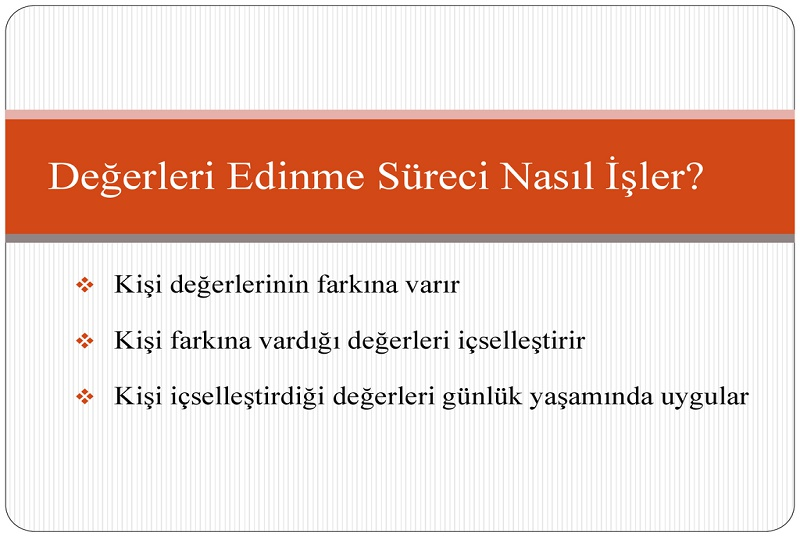 Değerleri Edinme Süreci Nasıl İşler?
Kişi değerlerinin farkına varır
Kişi farkına vardığı değerleri içselleştirir
Kişi içselleştirdiği değerleri günlük yaşamında uygular